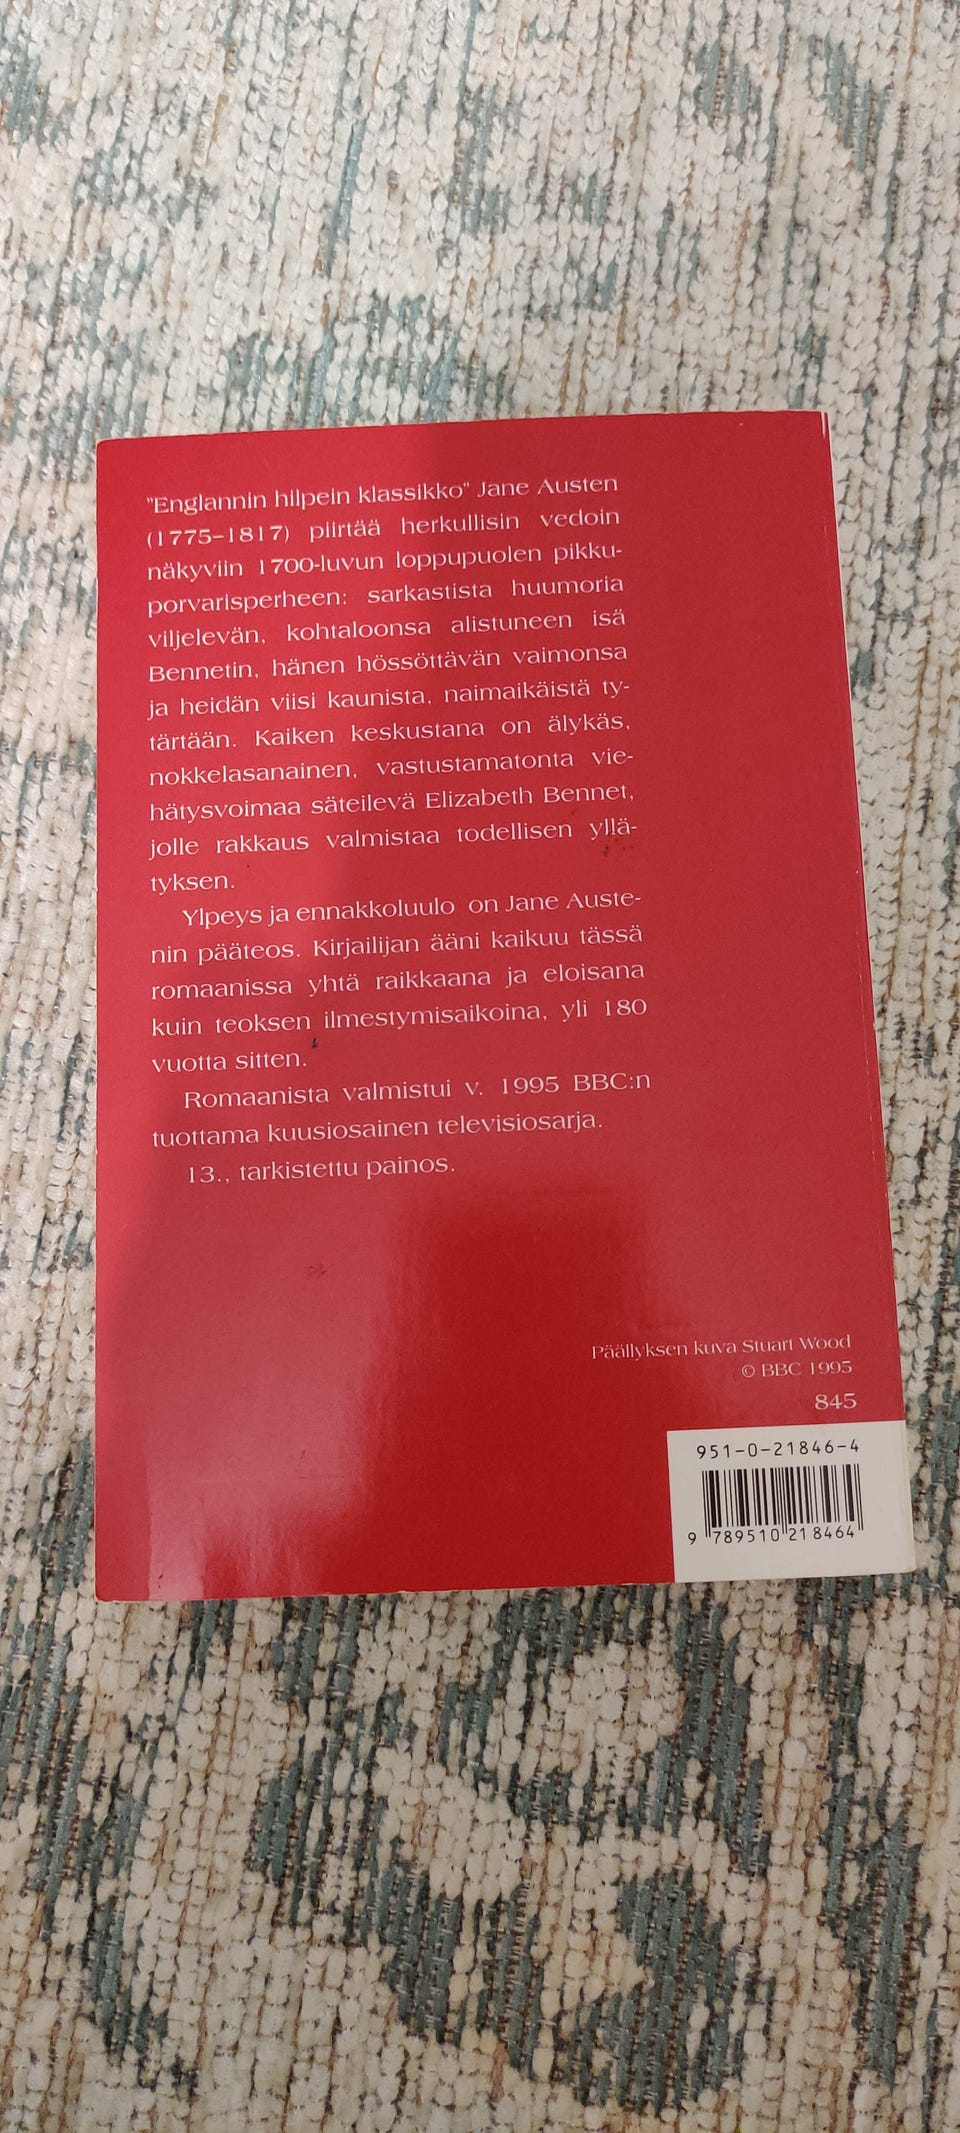 "Englannin hilpein klassikko" Jane Austen
(1775–1817) piirtää herkullisin vedoin
näkyviin 1700-luvun loppupuolen pikku-
porvarisperheen: sarkastista huumoria
viljelevän, kohtaloonsa alistuneen isä
Bennetin, hänen hössöttävän vaimonsa
ja heidän viisi kaunista, naimaikäistä ty-
tärtään. Kaiken keskustana on älykäs,
nokkelasanainen, vastustamatonta vie-
hätysvoimaa säteilevä Elizabeth Bennet,
jolle rakkaus valmistaa todellisen yllä-
tyksen.
Ylpeys ja ennakkoluulo on Jane Auste-
nin pääteos. Kirjailijan ääni kaikuu tässä
romaanissa yhtä raikkaana ja eloisana
kuin teoksen ilmestymisaikoina, yli 180
vuotta sitten.
Romaanista valmistui v. 1995 BBC:n
tuottama kuusiosainen televisiosarja.
13., tarkistettu painos.
Päällyksen kuva Stuart Wood
© BBC 1995
845
951-0-21846-4
9 789510 218464